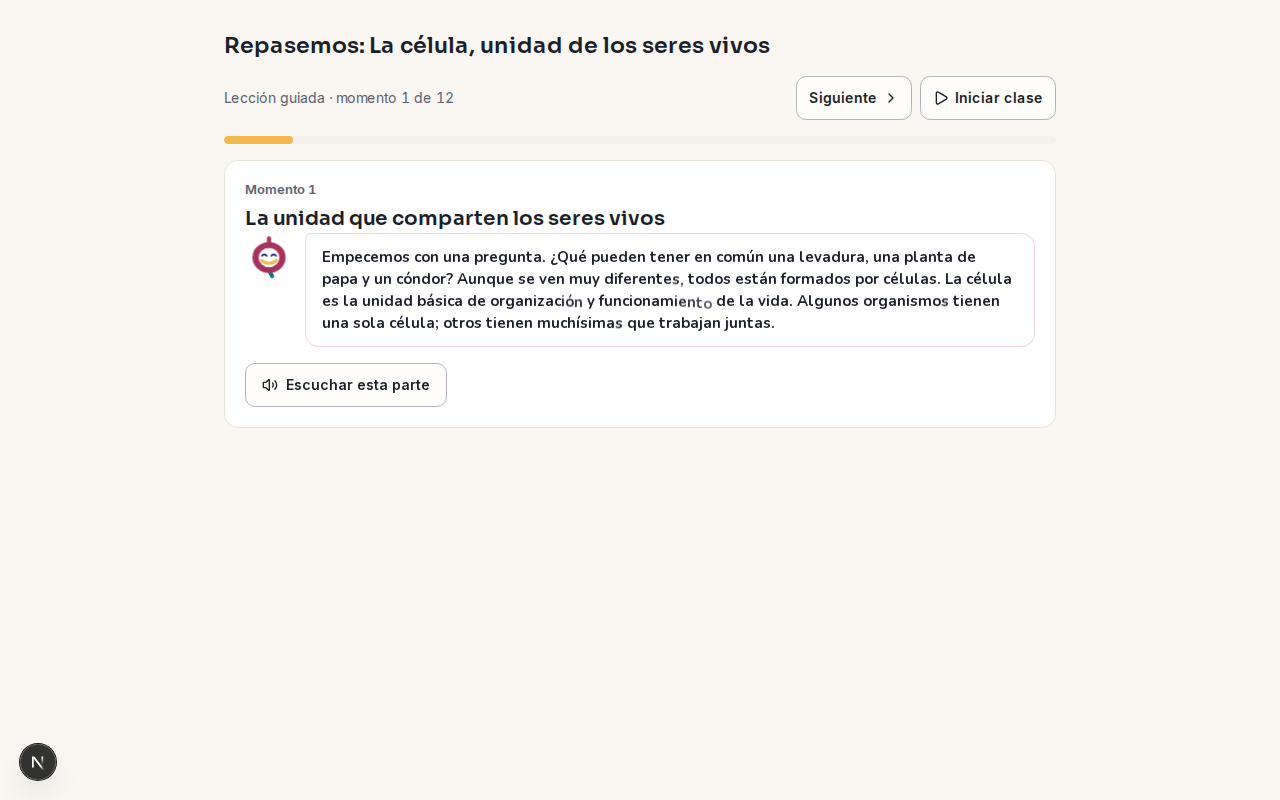 Repasemos: La célula, unidad de los seres vivos
Lección guiada · momento 1 de 12
Siguiente
Iniciar clase
Momento 1
La unidad que comparten los seres vivos
Empecemos con una pregunta. ¿Qué pueden tener en común una levadura, una planta de
papa y un cóndor? Aunque se ven muy diferentes, todos están formados por células. La célula
es la unidad básica de organización y funcionamiento de la vida. Algunos organismos tienen
una sola célula; otros tienen muchísimas que trabajan juntas.
Escuchar esta parte
N